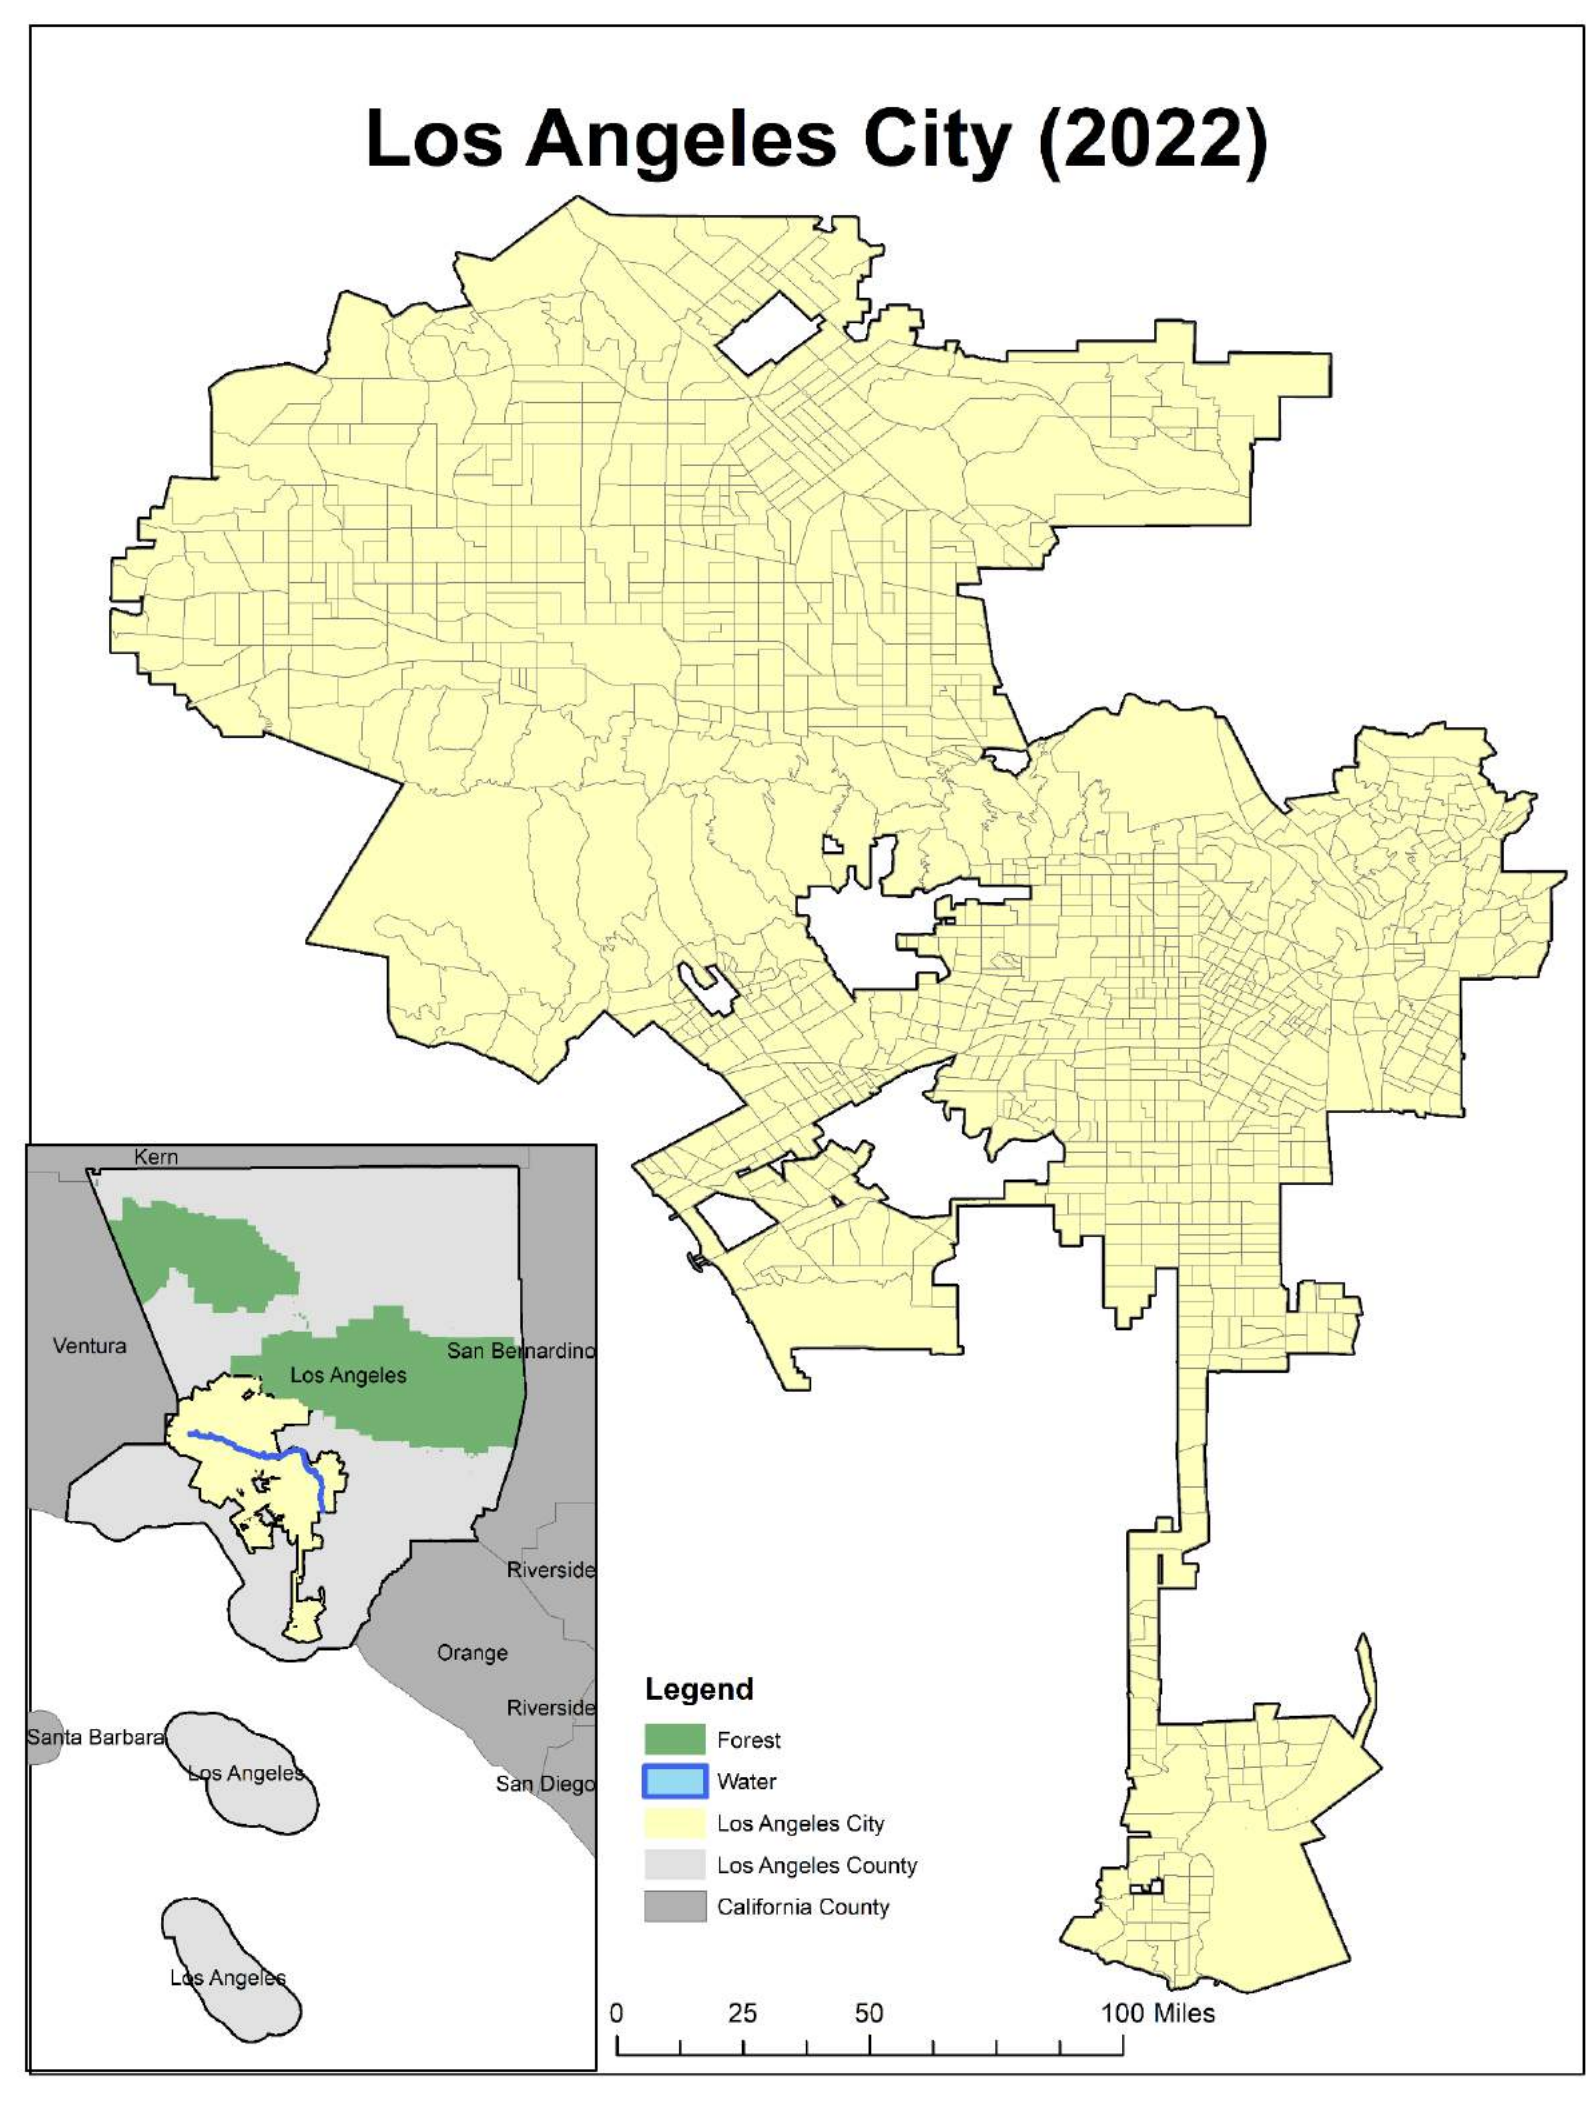 Los Angeles City (2022)
Kern
Ventura
San Bernardino
Los Angeles
Riverside
Orange
Riverside
Santa Barbara
Los Angeles
San Diego
Los Angeles
Legend
Forest
Water
Los Angeles City
Los Angeles County
California County
0 25 50 100 Miles